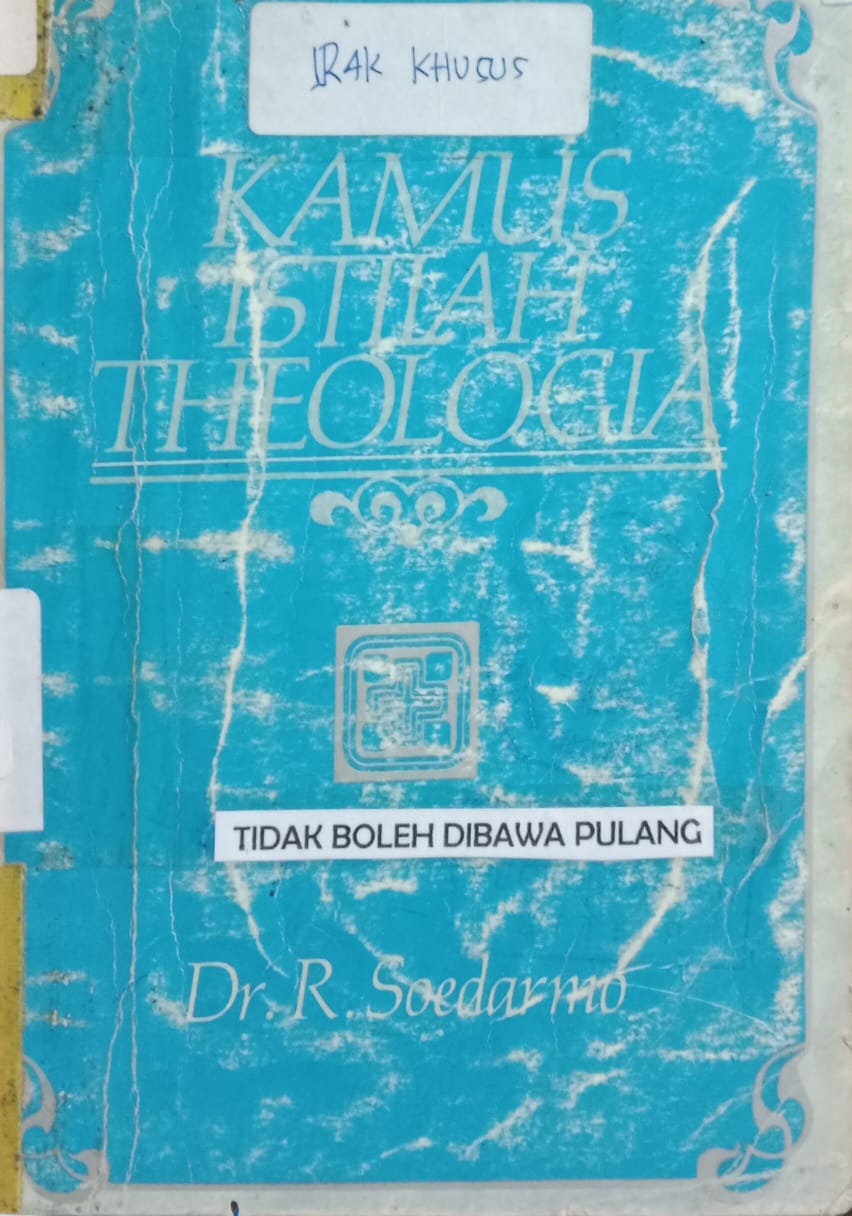 RAK KHUSUS
KAMUS
ISTILAH
THEOLOGIA
TIDAK BOLEH DIBAWA PULANG
Dr. R. Soedarmo